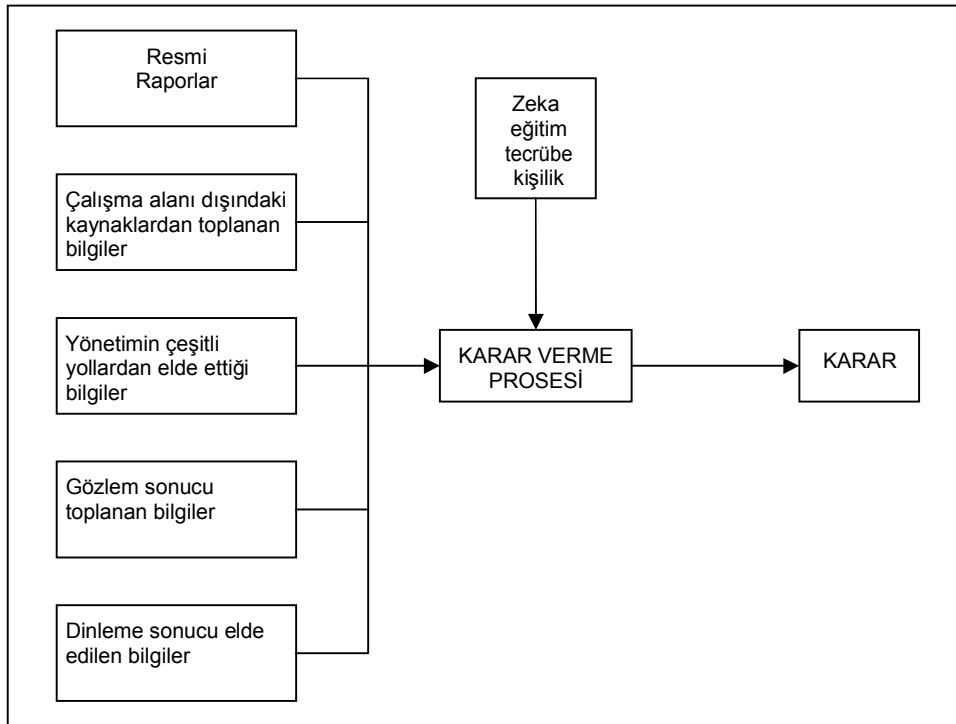 Resmi
Raporlar
Çalışma alanı dışındaki
kaynaklardan toplanan
bilgiler
Yönetimin çeşitli
yollardan elde ettiği
bilgiler
Gözlem sonucu
toplanan bilgiler
Dinleme sonucu elde
edilen bilgiler
Zeka
eğitim
tecrübe
kişilik
KARAR VERME
PROSESİ
KARAR